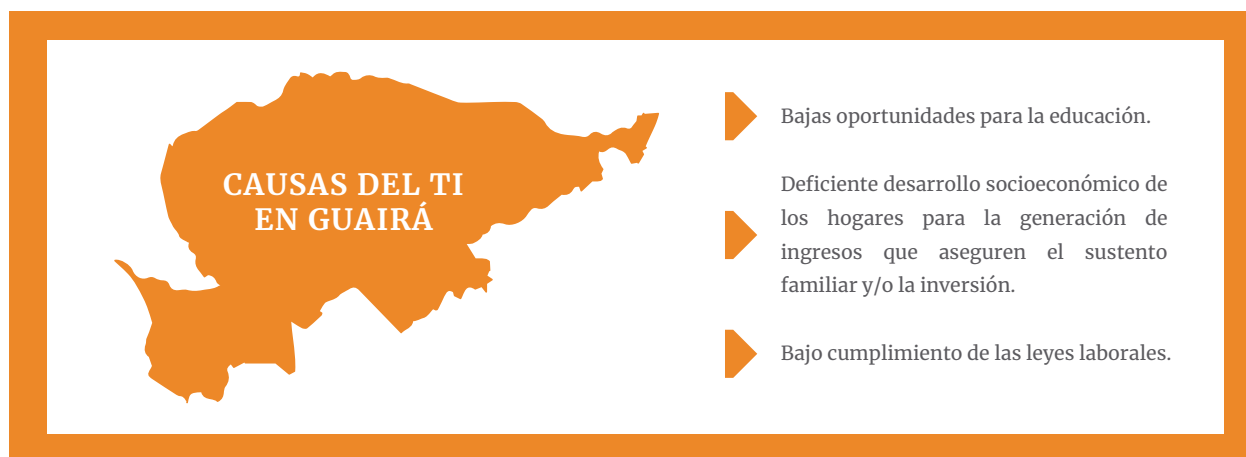 CAUSAS DEL TI
EN GUAIRÁ
Bajas oportunidades para la educación.
Deficiente desarrollo socioeconómico de
los hogares para la generación de
ingresos que aseguren el sustento
familiar y/o la inversión.
Bajo cumplimiento de las leyes laborales.